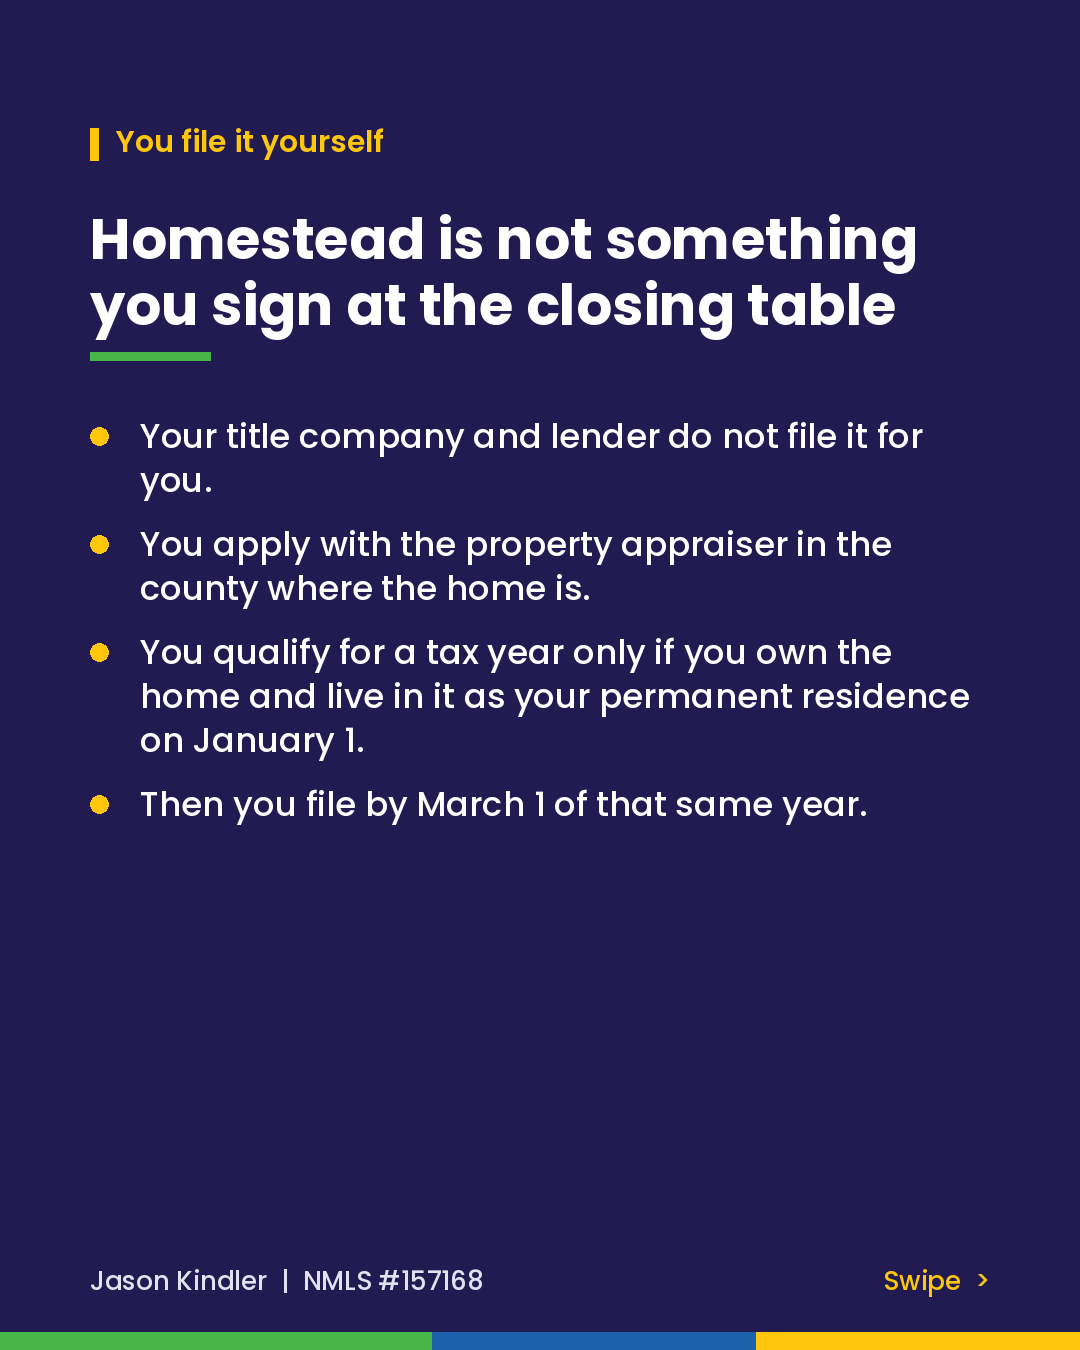 You file it yourself
Homestead is not something
you sign at the closing table
Your title company and lender do not file it for
you.
You apply with the property appraiser in the
county where the home is.
You qualify for a tax year only if you own the
home and live in it as your permanent residence
on January 1.
Then you file by March 1 of that same year.
Jason Kindler | NMLS #157168
Swipe >